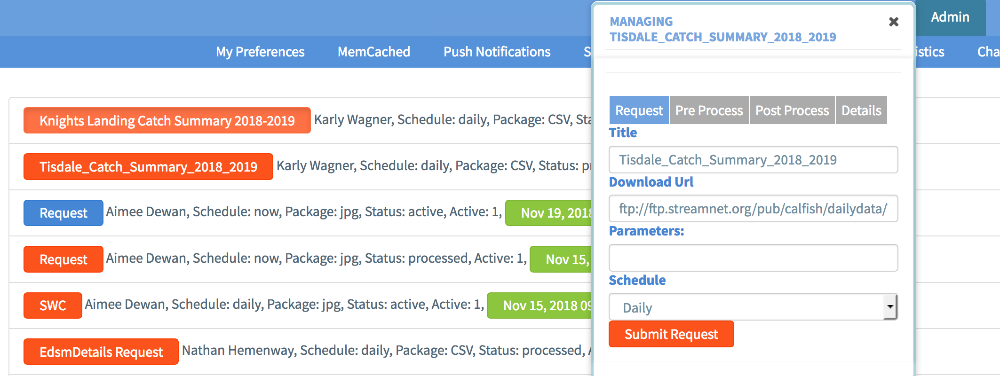 Admin
My Preferences MemCached Push Notifications
MANAGING
TISDALE_CATCH_SUMMARY_2018_2019
Knights Landing Catch Summary 2018-2019 Karly Wagner, Schedule: daily, Package: CSV,
Tisdale_Catch_Summary_2018_2019 Karly Wagner, Schedule: daily, Package: CSV, Status:
Request Aimee Dewan, Schedule: now, Package: jpg, Status: active, Active: 1, Nov 19, 2018
Request Aimee Dewan, Schedule: now, Package: jpg, Status: processed, Active: 1, Nov 15,
SWC Aimee Dewan, Schedule: daily, Package: jpg, Status: active, Active: 1, Nov 15, 2018 09
EdsmDetails Request Nathan Hemenway, Schedule: daily, Package: CSV, Status: processed,
Request Pre Process Post Process Details
Title
Tisdale_Catch_Summary_2018_2019
Download Url
ftp://ftp.streamnet.org/pub/calfish/dailydata/
Parameters:
Schedule
Daily
Submit Request